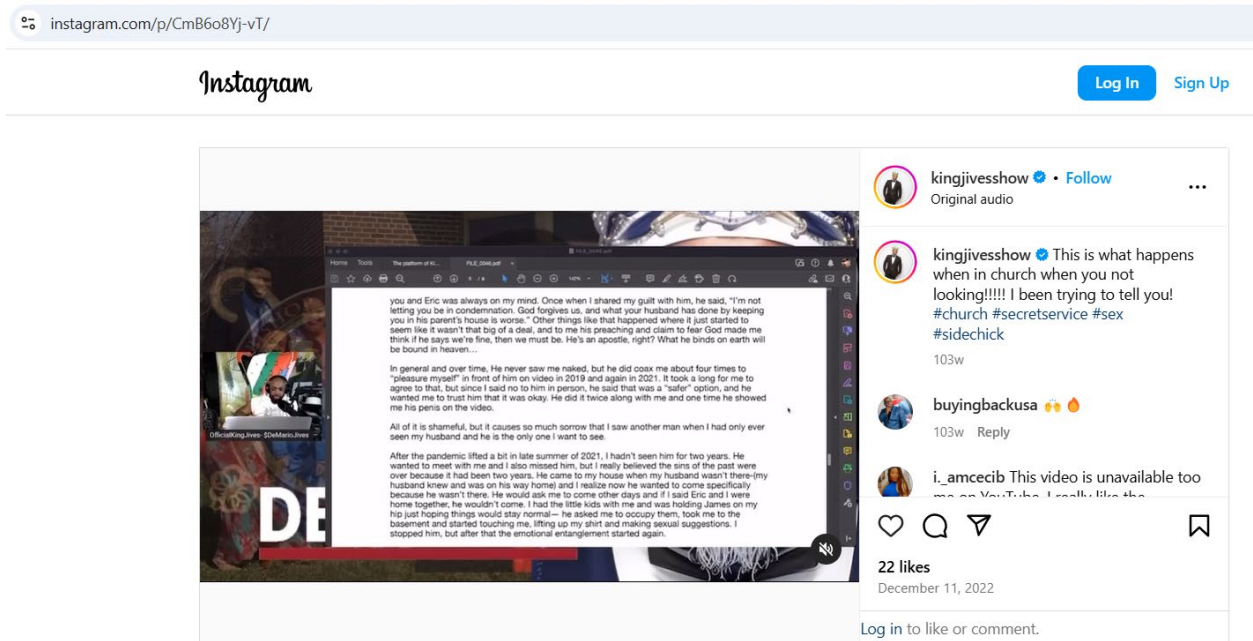 instagram.com/p/CmB6o8Yj-vT/
Instagram
Log In
Sign Up
kingjivesshow • Follow
Original audio
•••
FILE_0046.pdf
Home Tools The platform of Ki... FILE_0046.pdf ×
you and Eric was always on my mind. Once when I shared my guilt with him, he said, "I'm not
letting you be in condemnation. God forgives us, and what your husband has done by keeping
you in his parent's house is worse." Other things like that happened where it just started to
seem like it wasn't that big of a deal, and to me his preaching and claim to fear God made me
think if he says we're fine, then we must be. He's an apostle, right? What he binds on earth will
be bound in heaven…
In general and over time, He never saw me naked, but he did coax me about four times to
"pleasure myself" in front of him on video in 2019 and again in 2021. It took a long for me to
agree to that, but since I said no to him in person, he said that was a "safer" option, and he
wanted me to trust him that it was okay. He did it twice along with me and one time he showed
me his penis on the video.
All of it is shameful, but it causes so much sorrow that I saw another man when I had only ever
seen my husband and he is the only one I want to see.
After the pandemic lifted a bit in late summer of 2021, I hadn't seen him for two years. He
wanted to meet with me and I also missed him, but I really believed the sins of the past were
over because it had been two years. He came to my house when my husband wasn't there-(my
husband knew and was on his way home) and I realize now he wanted to come specifically
because he wasn't there. He would ask me to come other days and if I said Eric and I were
home together, he wouldn't come. I had the little kids with me and was holding James on my
hip just hoping things would stay normal— he asked me to occupy them, took me to the
basement and started touching me, lifting up my shirt and making sexual suggestions. I
stopped him, but after that the emotional entanglement started again.
OfficialKingJives- $DeMarioJives
DE
kingjivesshow This is what happens
when in church when you not
looking!!!!! I been trying to tell you!
#church #secretservice #sex
#sidechick
103w
buyingbackusa 🙌🔥
103w Reply
i._amcecib This video is unavailable too
me on YouTube. I really like the
22 likes
December 11, 2022
Log in to like or comment.